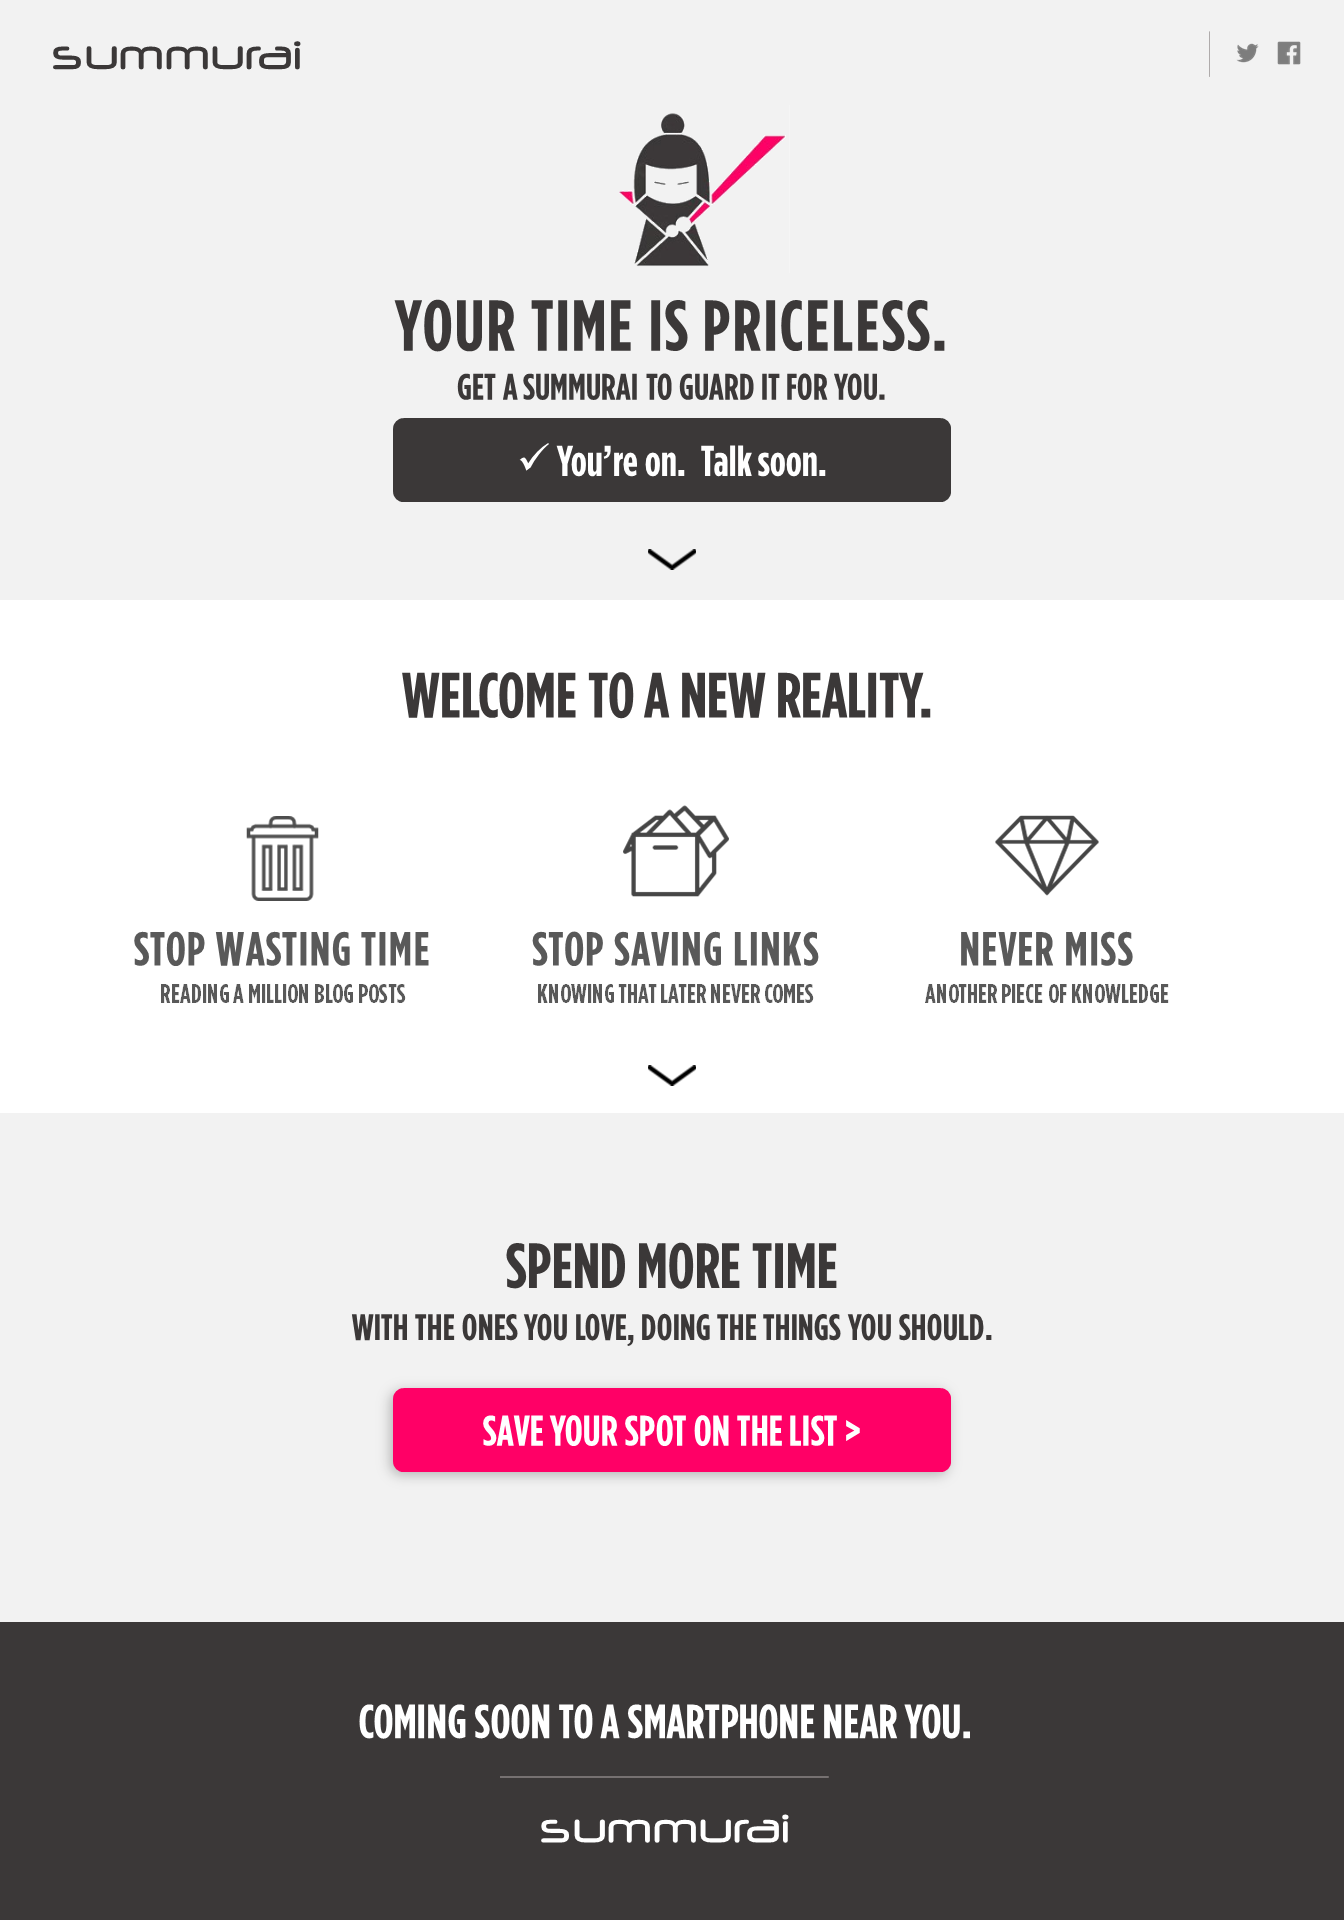 summurai
YOUR TIME IS PRICELESS.
GET A SUMMURAI TO GUARD IT FOR YOU.
✓ You’re on. Talk soon.
WELCOME TO A NEW REALITY.
STOP WASTING TIME
READING A MILLION BLOG POSTS
STOP SAVING LINKS
KNOWING THAT LATER NEVER COMES
NEVER MISS
ANOTHER PIECE OF KNOWLEDGE
SPEND MORE TIME
WITH THE ONES YOU LOVE, DOING THE THINGS YOU SHOULD.
SAVE YOUR SPOT ON THE LIST >
COMING SOON TO A SMARTPHONE NEAR YOU.
summurai